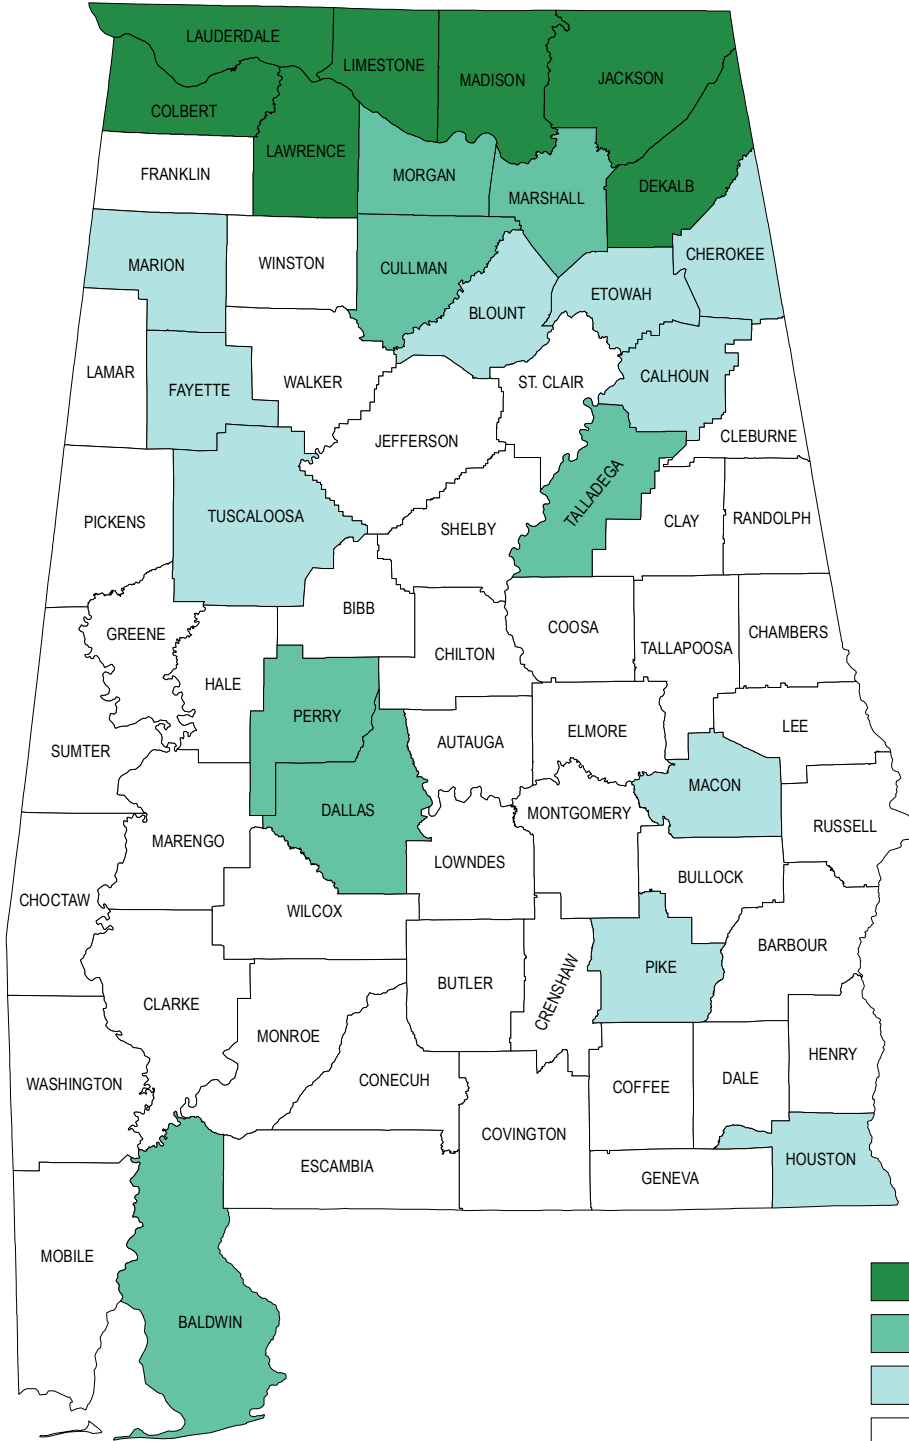 LAUDERDALE
LIMESTONE
MADISON
JACKSON
COLBERT
LAWRENCE
FRANKLIN
MORGAN
MARSHALL
DEKALB
MARION
WINSTON
CULLMAN
CHEROKEE
BLOUNT
ETOWAH
LAMAR
FAYETTE
WALKER
ST. CLAIR
CALHOUN
JEFFERSON
CLEBURNE
PICKENS
TUSCALOOSA
SHELBY
TALLADEGA
CLAY
RANDOLPH
BIBB
GREENE
HALE
CHILTON
COOSA
TALLAPOOSA
CHAMBERS
PERRY
SUMTER
AUTAUGA
ELMORE
LEE
MACON
DALLAS
MONTGOMERY
RUSSELL
MARENGO
LOWNDES
BULLOCK
CHOCTAW
WILCOX
BARBOUR
CLARKE
BUTLER
CRENSHAW
PIKE
MONROE
HENRY
WASHINGTON
CONECUH
COFFEE
DALE
COVINGTON
ESCAMBIA
GENEVA
HOUSTON
MOBILE
BALDWIN